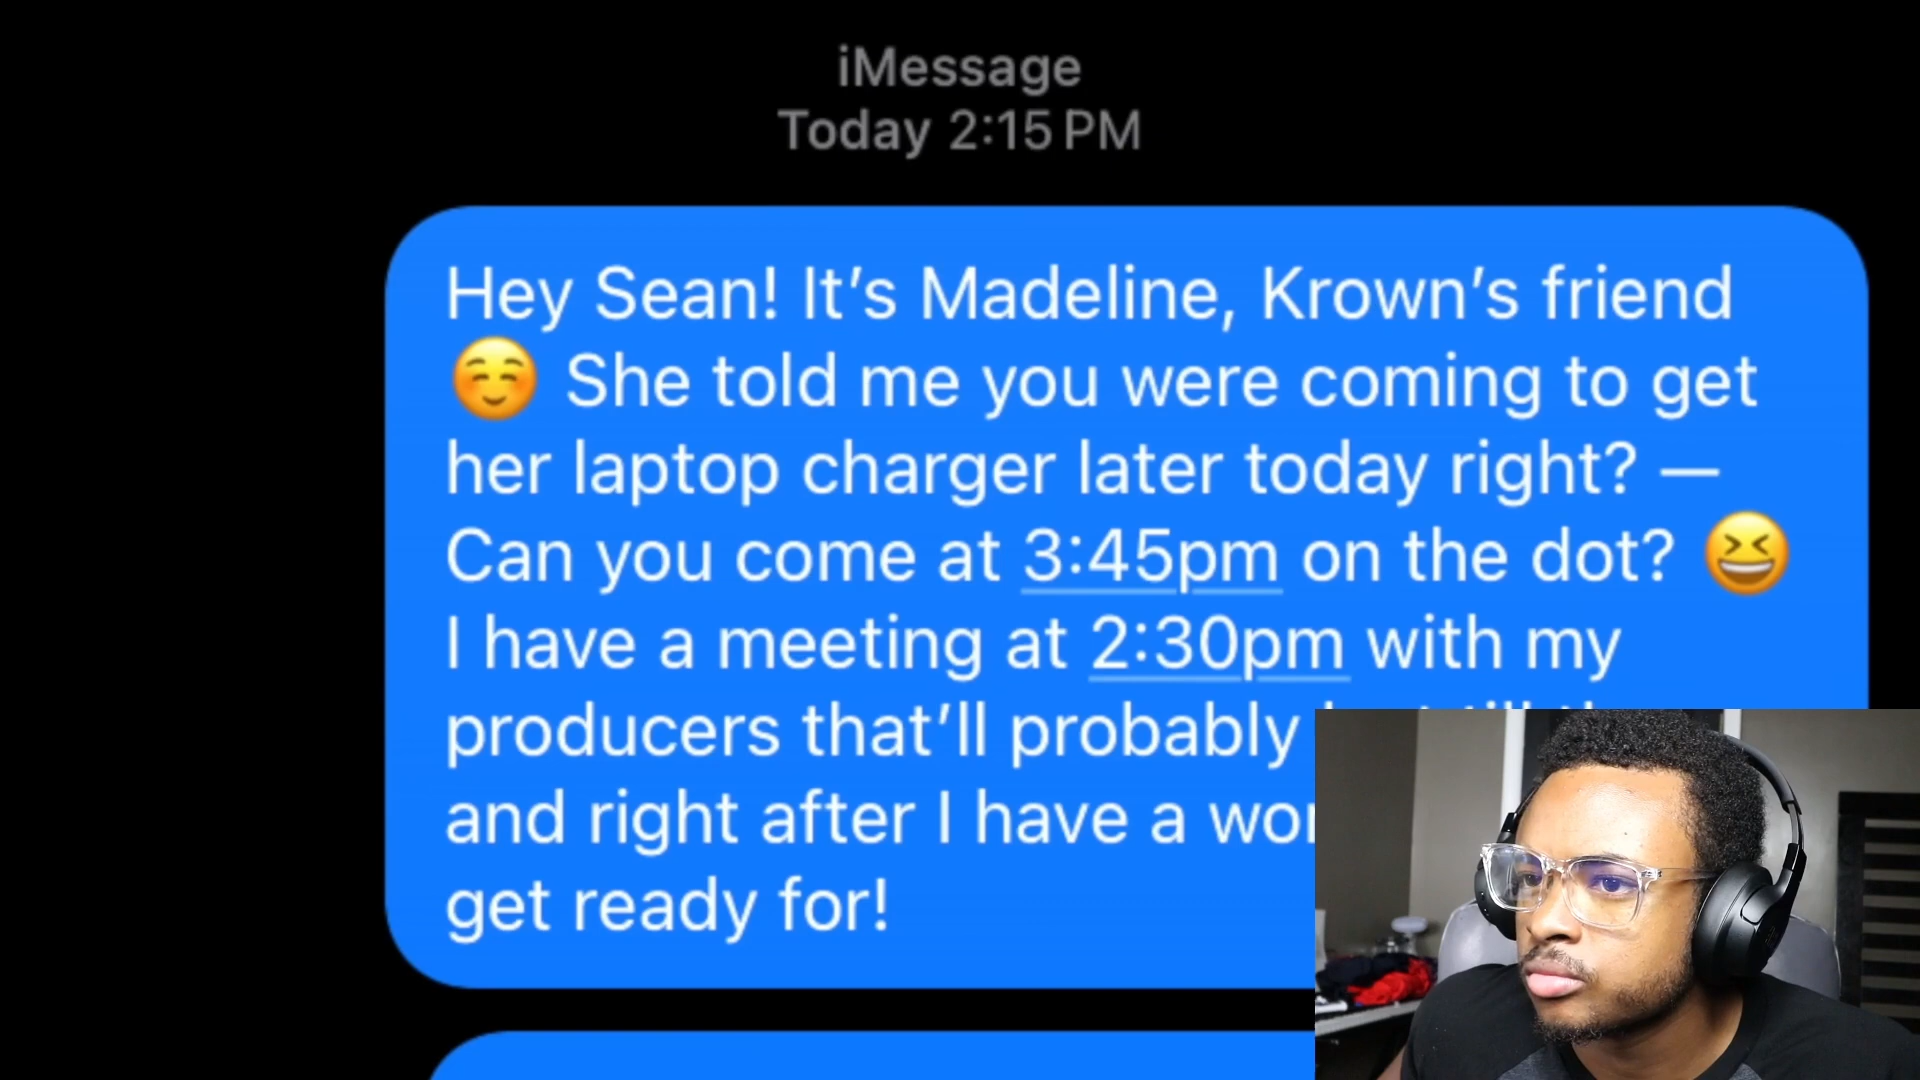 iMessage
Today 2:15 PM
Hey Sean! It’s Madeline, Krown’s friend
☺️ She told me you were coming to get
her laptop charger later today right? —
Can you come at 3:45pm on the dot? 😆
I have a meeting at 2:30pm with my
producers that’ll probably
and right after I have a
get ready for!